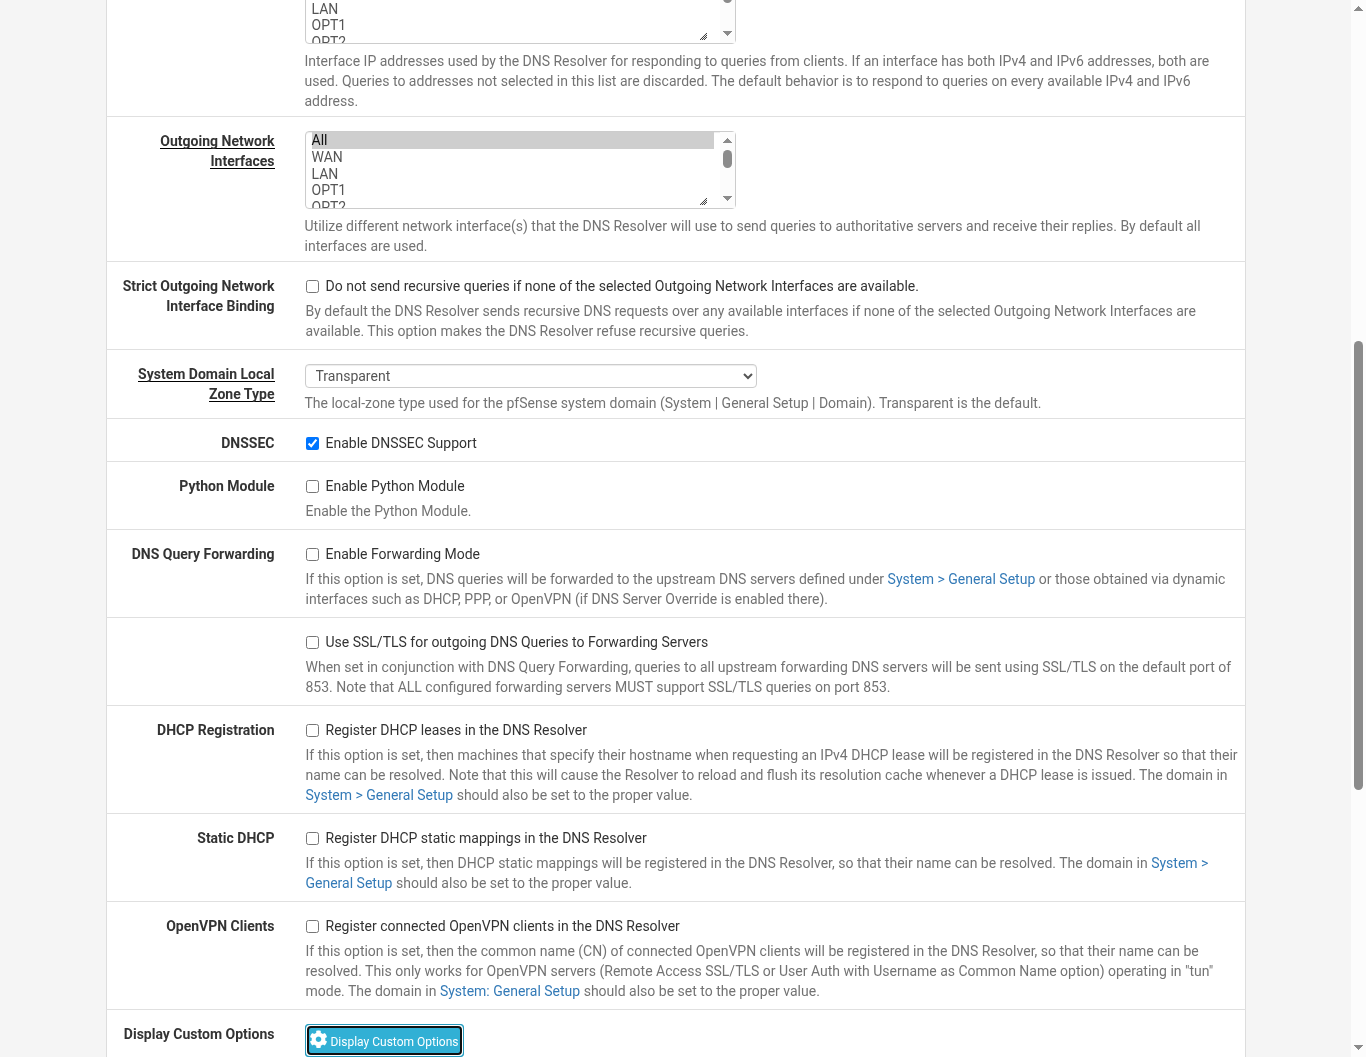 LAN
OPT1
OPT2
Interface IP addresses used by the DNS Resolver for responding to queries from clients. If an interface has both IPv4 and IPv6 addresses, both are
used. Queries to addresses not selected in this list are discarded. The default behavior is to respond to queries on every available IPv4 and IPv6
address.
Outgoing Network
Interfaces
All
WAN
LAN
OPT1
OPT2
Utilize different network interface(s) that the DNS Resolver will use to send queries to authoritative servers and receive their replies. By default all
interfaces are used.
Strict Outgoing Network
Interface Binding
Do not send recursive queries if none of the selected Outgoing Network Interfaces are available.
By default the DNS Resolver sends recursive DNS requests over any available interfaces if none of the selected Outgoing Network Interfaces are
available. This option makes the DNS Resolver refuse recursive queries.
System Domain Local
Zone Type
Transparent
The local-zone type used for the pfSense system domain (System | General Setup | Domain). Transparent is the default.
DNSSEC
Enable DNSSEC Support
Python Module
Enable Python Module
Enable the Python Module.
DNS Query Forwarding
Enable Forwarding Mode
If this option is set, DNS queries will be forwarded to the upstream DNS servers defined under System > General Setup or those obtained via dynamic
interfaces such as DHCP, PPP, or OpenVPN (if DNS Server Override is enabled there).
Use SSL/TLS for outgoing DNS Queries to Forwarding Servers
When set in conjunction with DNS Query Forwarding, queries to all upstream forwarding DNS servers will be sent using SSL/TLS on the default port of
853. Note that ALL configured forwarding servers MUST support SSL/TLS queries on port 853.
DHCP Registration
Register DHCP leases in the DNS Resolver
If this option is set, then machines that specify their hostname when requesting an IPv4 DHCP lease will be registered in the DNS Resolver so that their
name can be resolved. Note that this will cause the Resolver to reload and flush its resolution cache whenever a DHCP lease is issued. The domain in
System > General Setup should also be set to the proper value.
Static DHCP
Register DHCP static mappings in the DNS Resolver
If this option is set, then DHCP static mappings will be registered in the DNS Resolver, so that their name can be resolved. The domain in System >
General Setup should also be set to the proper value.
OpenVPN Clients
Register connected OpenVPN clients in the DNS Resolver
If this option is set, then the common name (CN) of connected OpenVPN clients will be registered in the DNS Resolver, so that their name can be
resolved. This only works for OpenVPN servers (Remote Access SSL/TLS or User Auth with Username as Common Name option) operating in "tun"
mode. The domain in System: General Setup should also be set to the proper value.
Display Custom Options
Display Custom Options